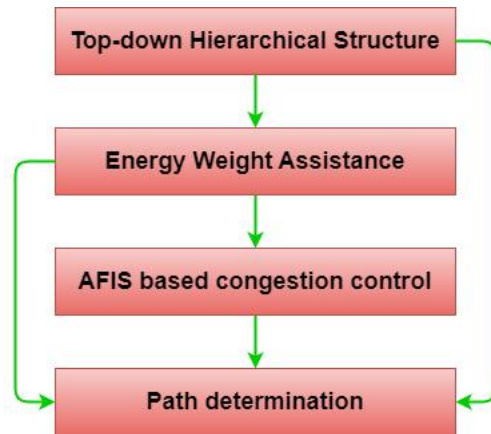 Top-down Hierarchical Structure
Energy Weight Assistance
AFIS based congestion control
Path determination